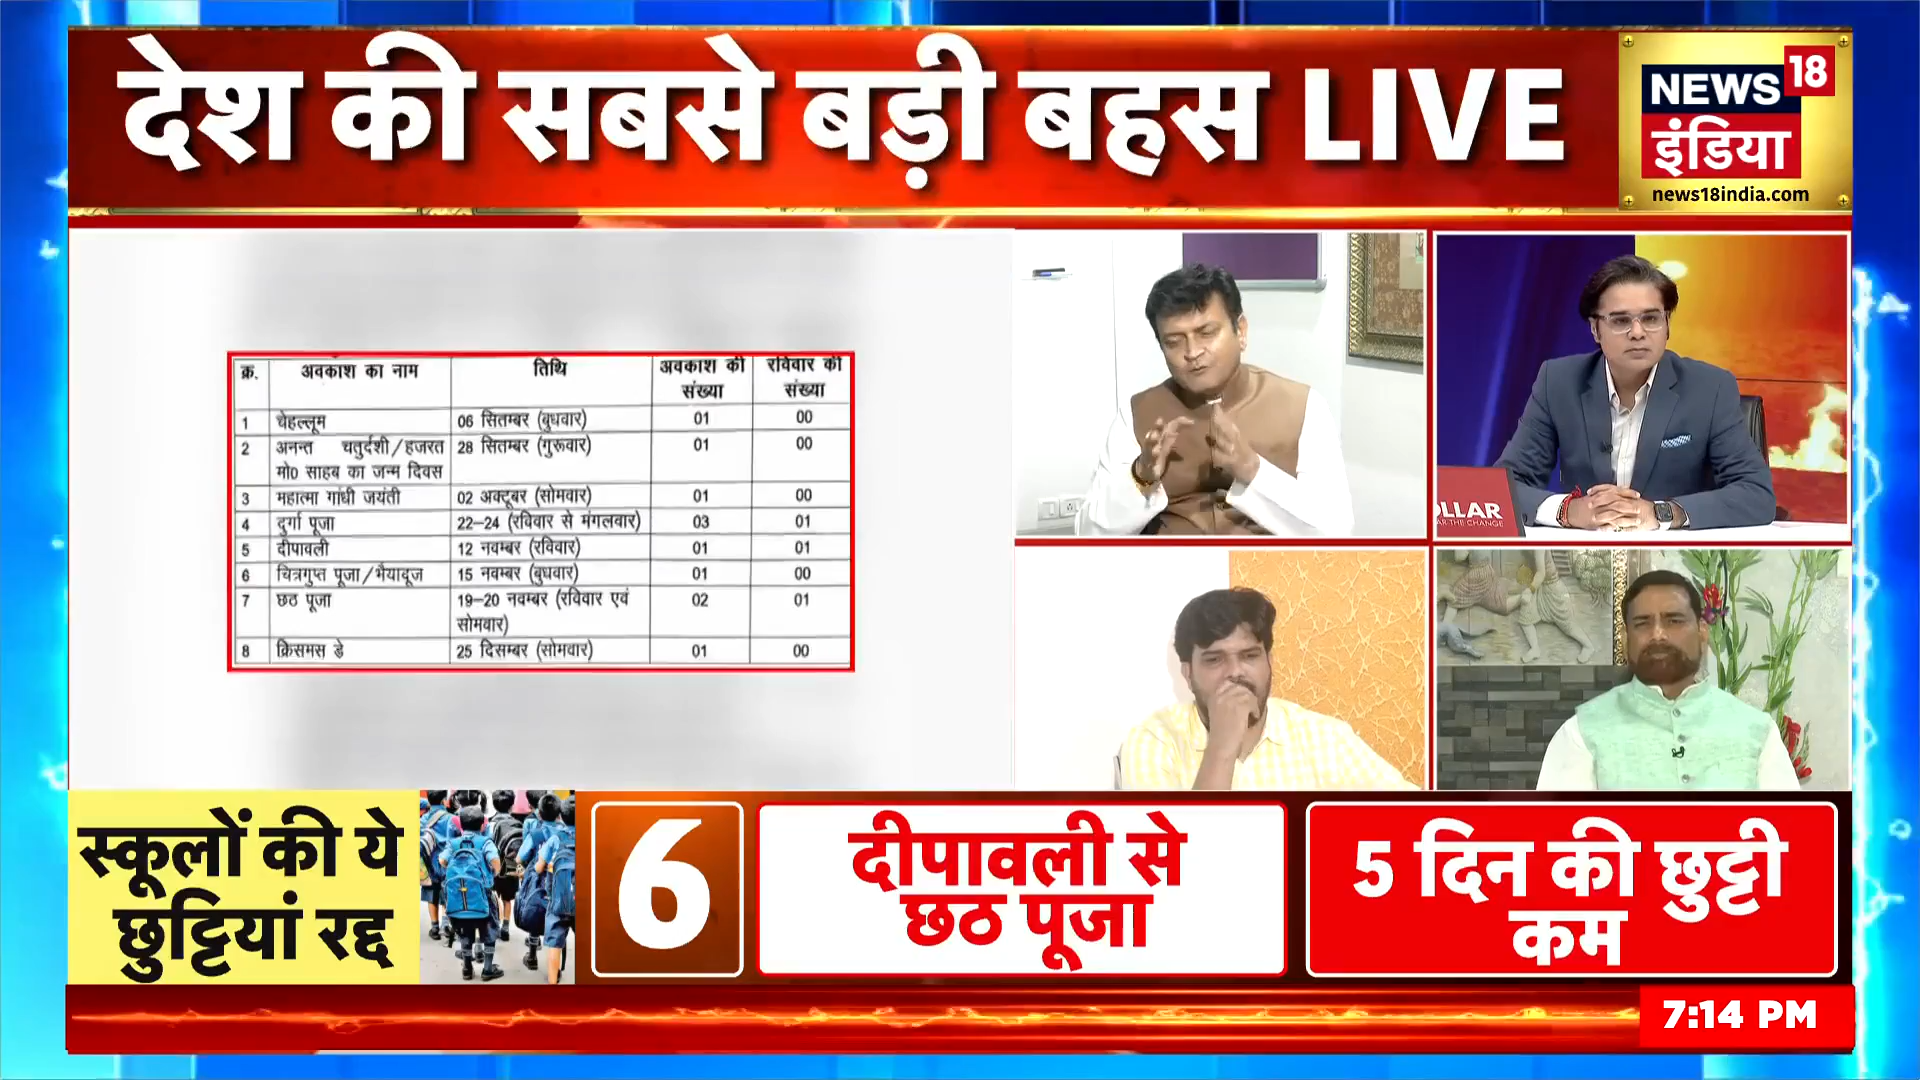 देश की सबसे बड़ी बहस LIVE
NEWS 18
इंडिया
news18india.com
क्र. अवकाश का नाम तिथि अवकाश की संख्या रविवार की संख्या
1 चेहल्लूम 06 सितम्बर (बुधवार) 01 00
2 अनन्त चतुर्दशी/हजरत 28 सितम्बर (गुरूवार) 01 00
मो0 साहब का जन्म दिवस
3 महात्मा गांधी जयंती 02 अक्टूबर (सोमवार) 01 00
4 दुर्गा पूजा 22–24 (रविवार से मंगलवार) 03 01
5 दीपावली 12 नवम्बर (रविवार) 01 01
6 चित्रगुप्त पूजा/भैयादूज 15 नवम्बर (बुधवार) 01 00
7 छठ पूजा 19–20 नवम्बर (रविवार एवं 02 01
सोमवार)
8 क्रिसमस डे 25 दिसम्बर (सोमवार) 01 00
OLLAR
AR THE CHANGE
स्कूलों की ये
छुट्टियां रद्द
6
दीपावली से
छठ पूजा
5 दिन की छुट्टी
कम
7:14 PM